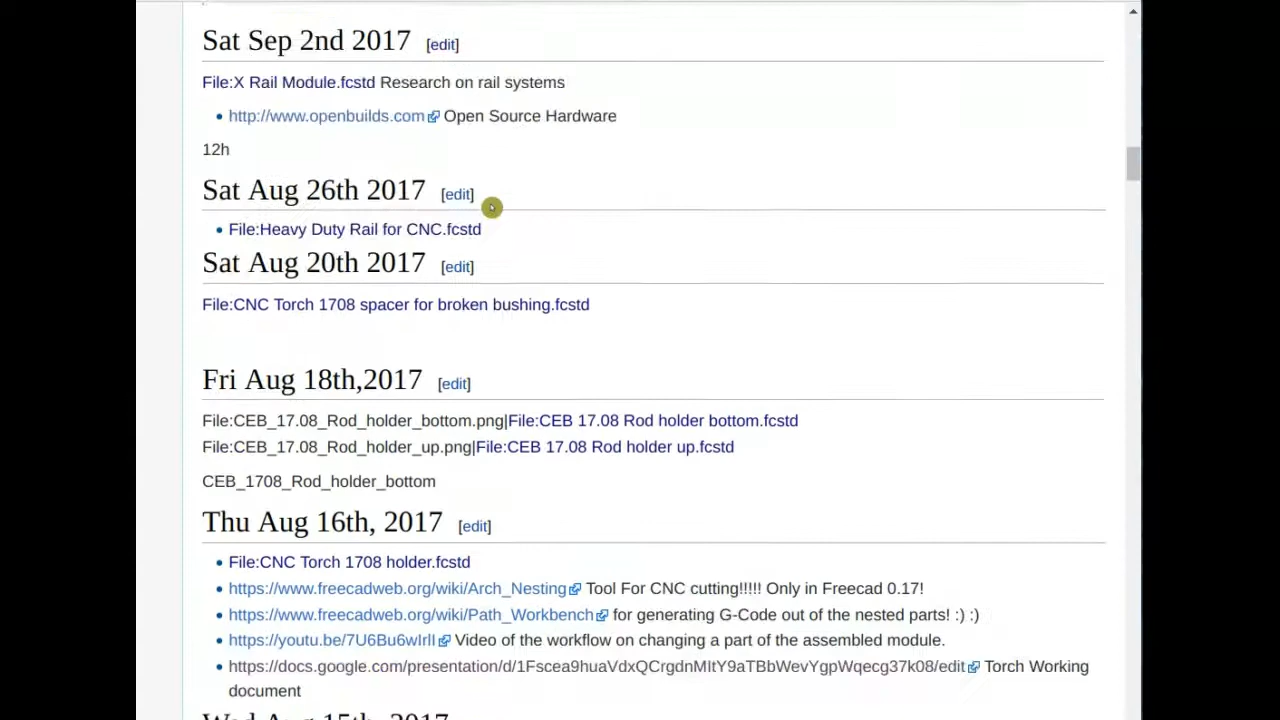 Sat Sep 2nd 2017 [edit]
File:X Rail Module.fcstd Research on rail systems
http://www.openbuilds.com Open Source Hardware
12h
Sat Aug 26th 2017 [edit]
File:Heavy Duty Rail for CNC.fcstd
Sat Aug 20th 2017 [edit]
File:CNC Torch 1708 spacer for broken bushing.fcstd
Fri Aug 18th,2017 [edit]
File:CEB_17.08_Rod_holder_bottom.png|File:CEB 17.08 Rod holder bottom.fcstd
File:CEB_17.08_Rod_holder_up.png|File:CEB 17.08 Rod holder up.fcstd
CEB_1708_Rod_holder_bottom
Thu Aug 16th, 2017 [edit]
File:CNC Torch 1708 holder.fcstd
https://www.freecadweb.org/wiki/Arch_Nesting Tool For CNC cutting!!!!! Only in Freecad 0.17!
https://www.freecadweb.org/wiki/Path_Workbench for generating G-Code out of the nested parts! :) :)
https://youtu.be/7U6Bu6wIrlI Video of the workflow on changing a part of the assembled module.
https://docs.google.com/presentation/d/1Fscea9huaVdxQCrgdnMItY9aTBbWevYgpWqecg37k08/edit Torch Working
document
Wed Aug 15th, 2017